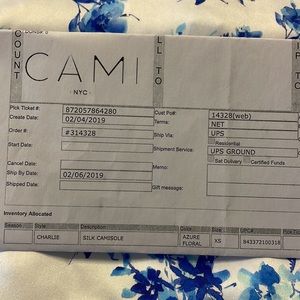 COUNT
LL TO
CAMI
NYC
Pick Ticket #: 872057864280
Create Date: 02/04/2019
Order #: #314328
Start Date:
Cancel Date:
Ship By Date: 02/06/2019
Shipped Date:
Cust Po#: 14328(web)
Terms: NET
Ship Via: UPS
Residential
Shipment Service: UPS GROUND
Sat Delivery Certified Funds
Memo:
Gift message:
Inventory Allocated
Season Style Description Color Size UPC#
CHARLIE SILK CAMISOLE AZURE FLORAL XS 843372100318